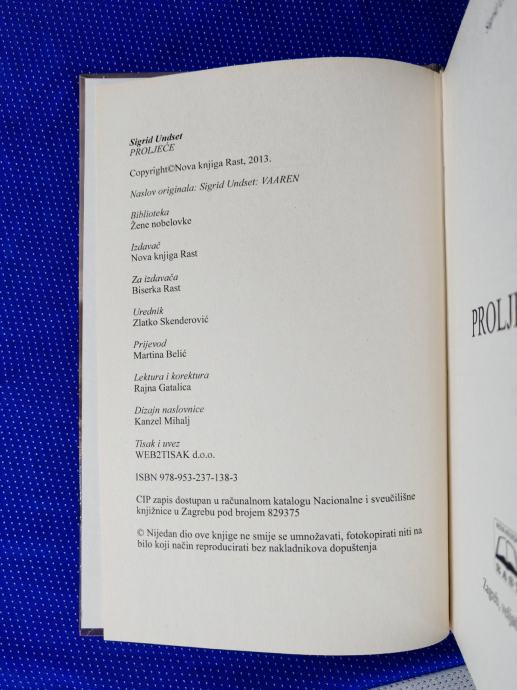 Sigrid Undset
PROLJEĆE
Copyright©Nova knjiga Rast, 2013.
Naslov originala: Sigrid Undset: VAAREN
Biblioteka
Žene nobelovke
Izdavač
Nova knjiga Rast
Za izdavača
Biserka Rast
Urednik
Zlatko Skenderović
Prijevod
Martina Belić
Lektura i korektura
Rajna Gatalica
Dizajn naslovnice
Kanzel Mihalj
Tisak i uvez
WEB2TISAK d.o.o.
ISBN 978-953-237-138-3
CIP zapis dostupan u računalnom katalogu Nacionalne i sveučilišne
knjižnice u Zagrebu pod brojem 829375
© Nijedan dio ove knjige ne smije se umnožavati, fotokopirati niti na
bilo koji način reproducirati bez nakladnikova dopuštenja